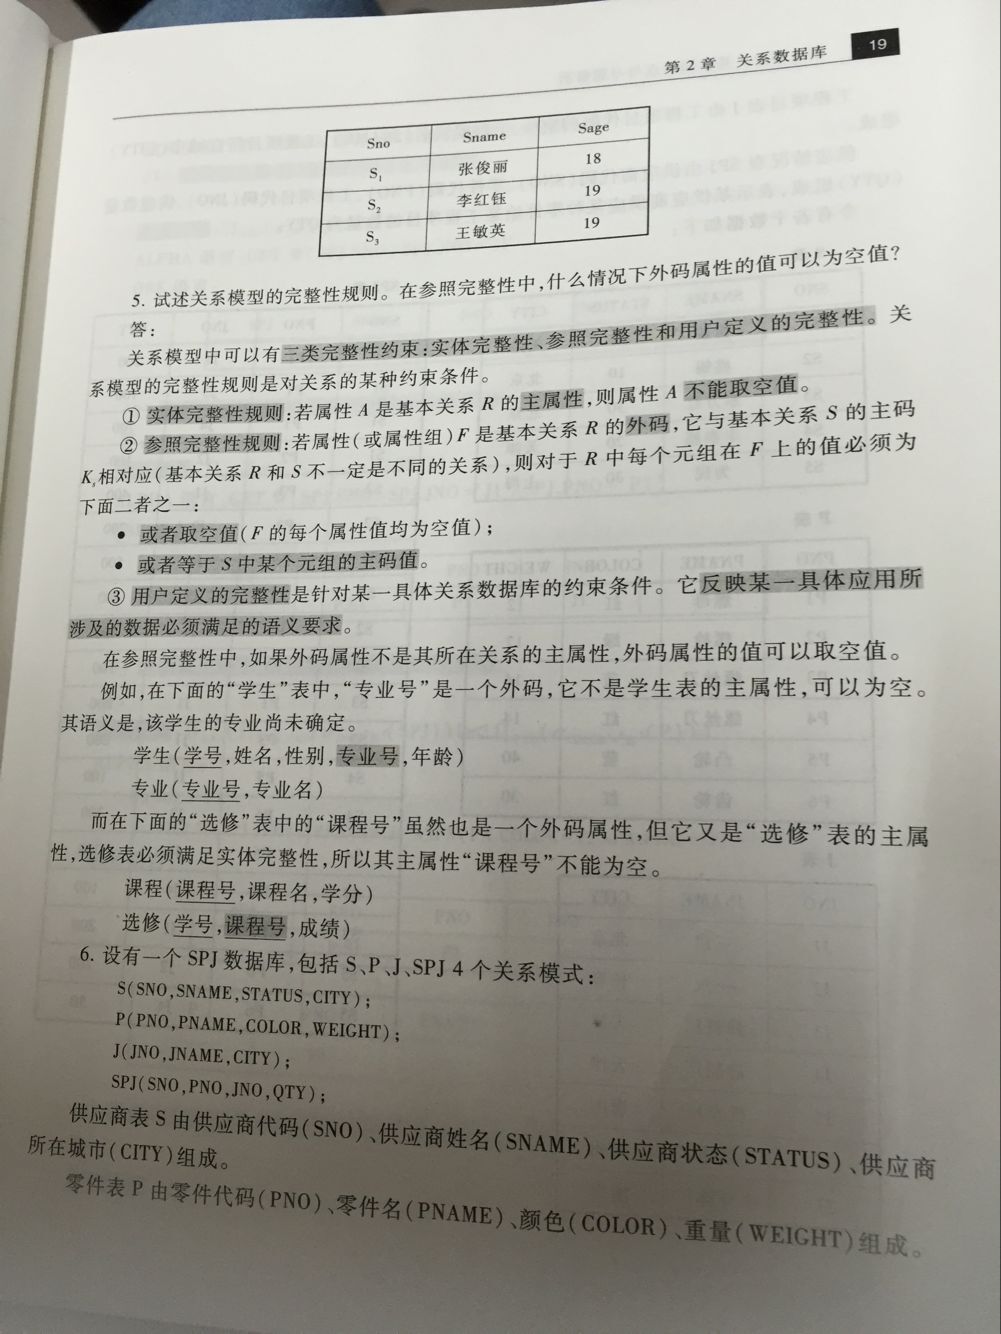 第 2 章 关系数据库 19
Sno Sname Sage
S₁ 张俊丽 18
S₂ 李红钰 19
S₃ 王敏英 19
5. 试述关系模型的完整性规则。在参照完整性中,什么情况下外码属性的值可以为空值?
答:
关系模型中可以有三类完整性约束:实体完整性、参照完整性和用户定义的完整性。关
系模型的完整性规则是对关系的某种约束条件。
① 实体完整性规则:若属性 A 是基本关系 R 的主属性,则属性 A 不能取空值。
② 参照完整性规则:若属性(或属性组)F 是基本关系 R 的外码,它与基本关系 S 的主码
Kₛ相对应(基本关系 R 和 S 不一定是不同的关系),则对于 R 中每个元组在 F 上的值必须为
下面二者之一:
• 或者取空值(F 的每个属性值均为空值);
• 或者等于 S 中某个元组的主码值。
③ 用户定义的完整性是针对某一具体关系数据库的约束条件。它反映某一具体应用所
涉及的数据必须满足的语义要求。
在参照完整性中,如果外码属性不是其所在关系的主属性,外码属性的值可以取空值。
例如,在下面的“学生”表中,“专业号”是一个外码,它不是学生表的主属性,可以为空。
其语义是,该学生的专业尚未确定。
学生(学号,姓名,性别,专业号,年龄)
专业(专业号,专业名)
而在下面的“选修”表中的“课程号”虽然也是一个外码属性,但它又是“选修”表的主属
性,选修表必须满足实体完整性,所以其主属性“课程号”不能为空。
课程(课程号,课程名,学分)
选修(学号,课程号,成绩)
6. 设有一个 SPJ 数据库,包括 S、P、J、SPJ 4 个关系模式:
S(SNO,SNAME,STATUS,CITY);
P(PNO,PNAME,COLOR,WEIGHT);
J(JNO,JNAME,CITY);
SPJ(SNO,PNO,JNO,QTY);
供应商表 S 由供应商代码(SNO)、供应商姓名(SNAME)、供应商状态(STATUS)、供应商
所在城市(CITY)组成。
零件表 P 由零件代码(PNO)、零件名(PNAME)、颜色(COLOR)、重量(WEIGHT)组成。